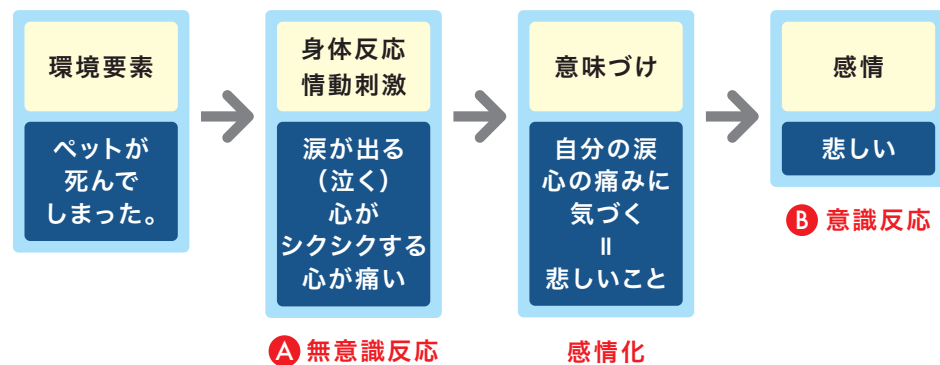 環境要素
ペットが
死んで
しまった。
身体反応
情動刺激
涙が出る
（泣く）
心が
シクシクする
心が痛い
A 無意識反応
意味づけ
自分の涙
心の痛みに
気づく
＝
悲しいこと
感情化
感情
悲しい
B 意識反応